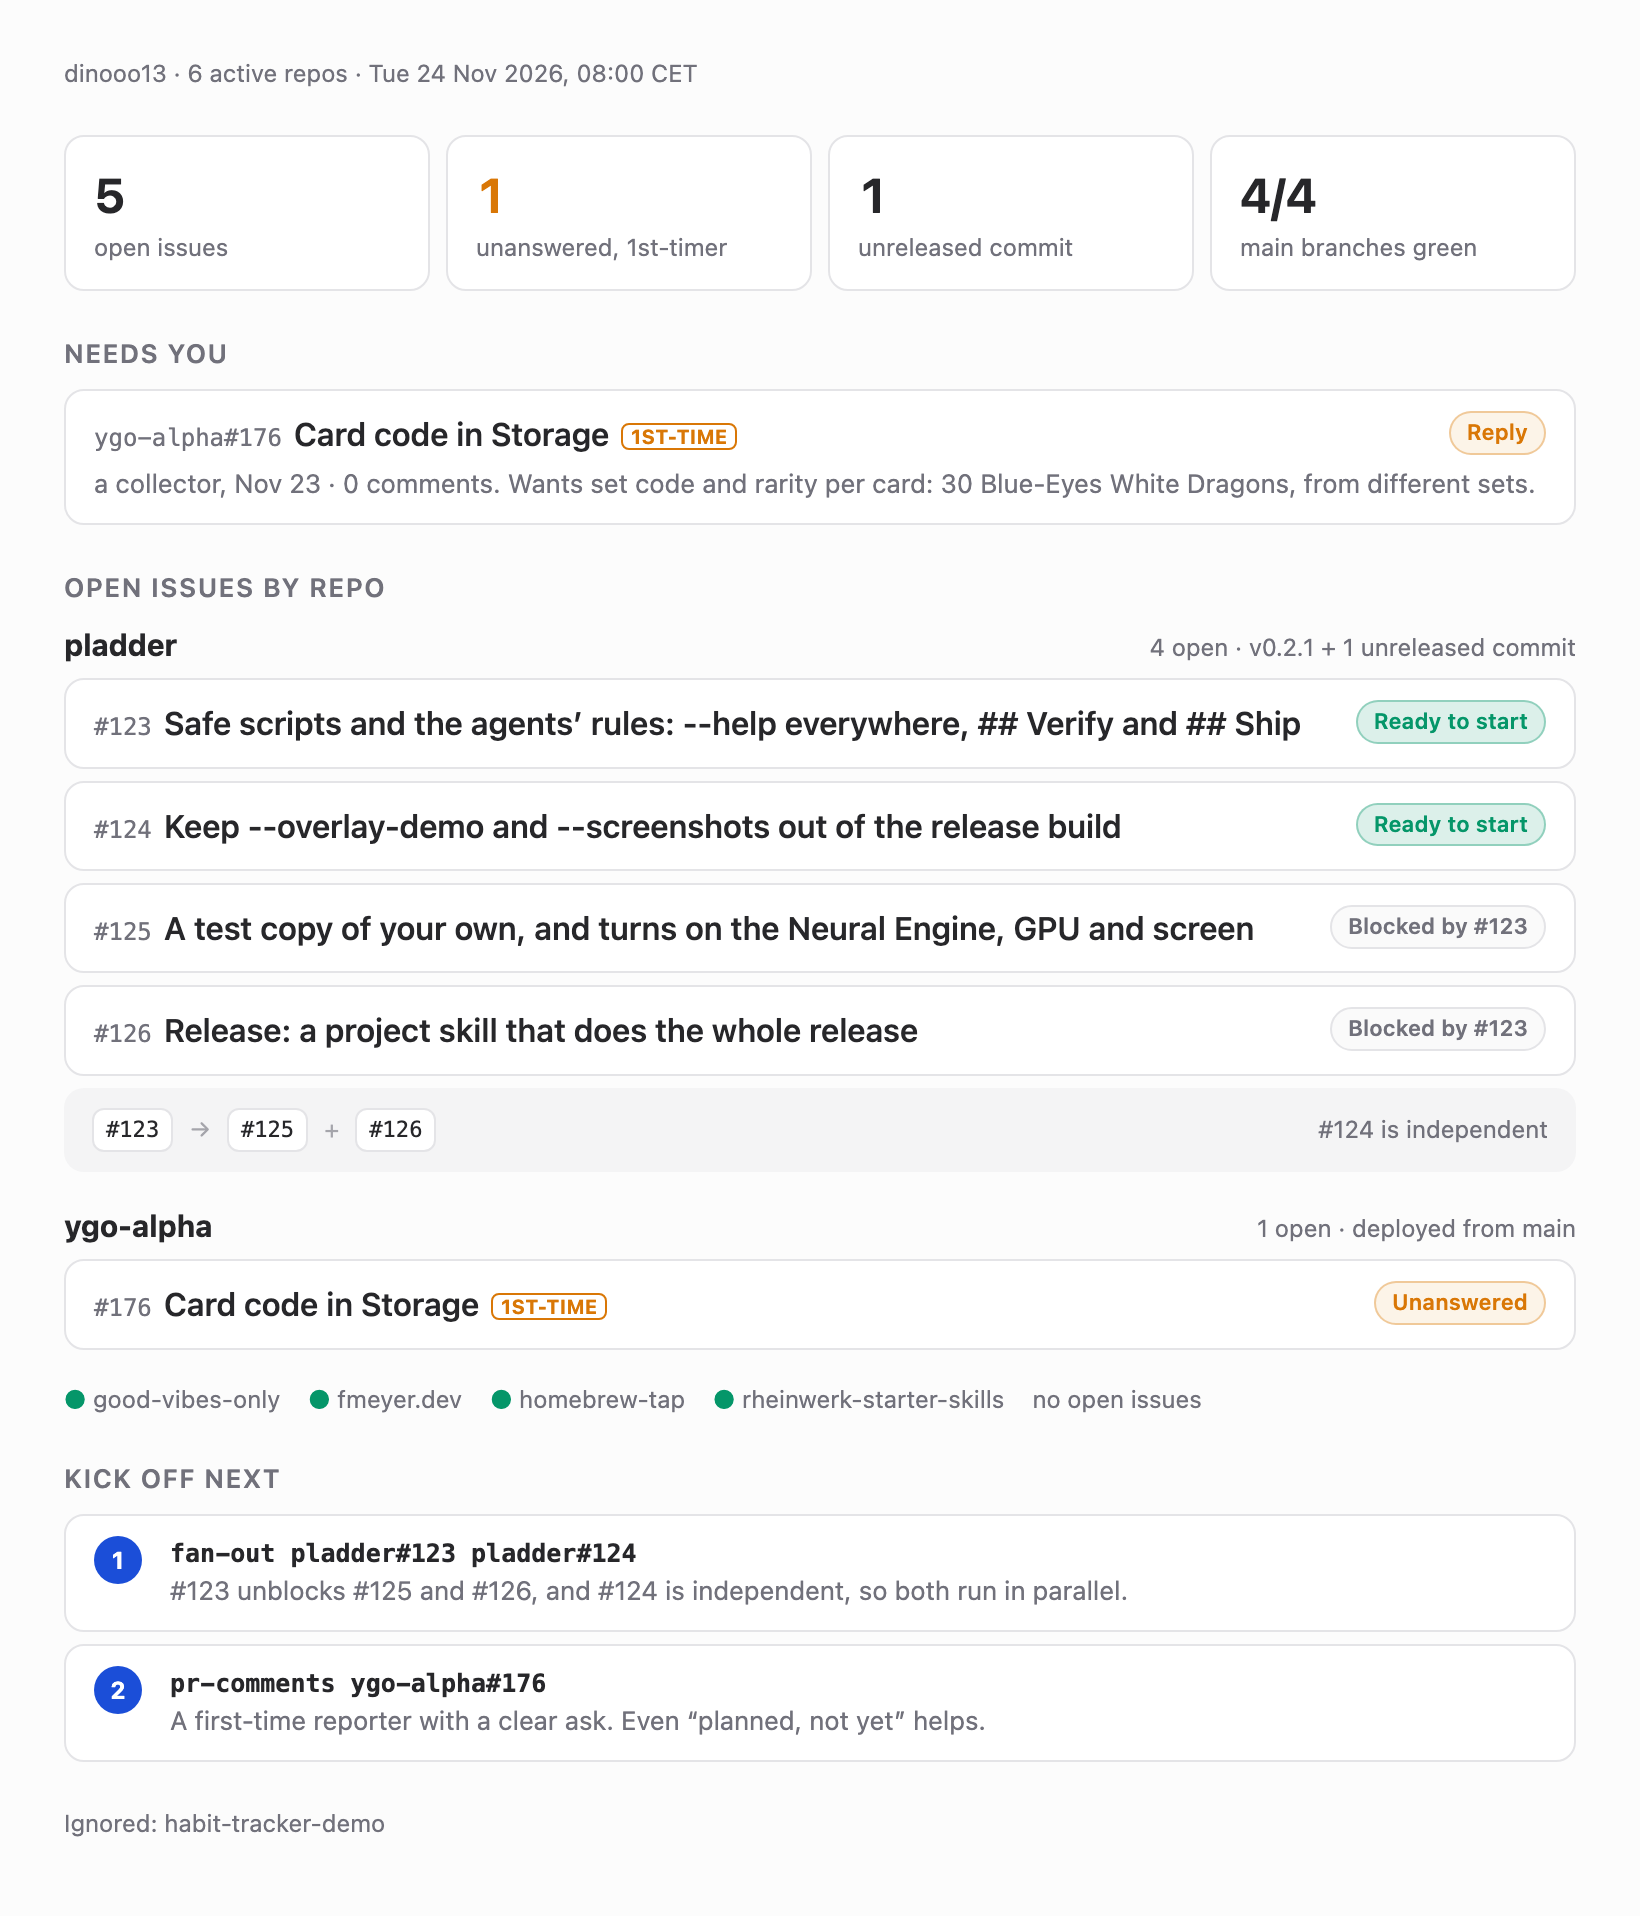 dinooo13 · 6 active repos · Tue 24 Nov 2026, 08:00 CET
5
open issues
1
unanswered, 1st-timer
1
unreleased commit
4/4
main branches green
NEEDS YOU
ygo-alpha#176 Card code in Storage 1ST-TIME
Reply
a collector, Nov 23 · 0 comments. Wants set code and rarity per card: 30 Blue-Eyes White Dragons, from different sets.
OPEN ISSUES BY REPO
pladder
4 open · v0.2.1 + 1 unreleased commit
#123 Safe scripts and the agents’ rules: --help everywhere, ## Verify and ## Ship
Ready to start
#124 Keep --overlay-demo and --screenshots out of the release build
Ready to start
#125 A test copy of your own, and turns on the Neural Engine, GPU and screen
Blocked by #123
#126 Release: a project skill that does the whole release
Blocked by #123
#123 → #125 + #126
#124 is independent
ygo-alpha
1 open · deployed from main
#176 Card code in Storage 1ST-TIME
Unanswered
good-vibes-only fmeyer.dev homebrew-tap rheinwerk-starter-skills no open issues
KICK OFF NEXT
1
fan-out pladder#123 pladder#124
#123 unblocks #125 and #126, and #124 is independent, so both run in parallel.
2
pr-comments ygo-alpha#176
A first-time reporter with a clear ask. Even “planned, not yet” helps.
Ignored: habit-tracker-demo